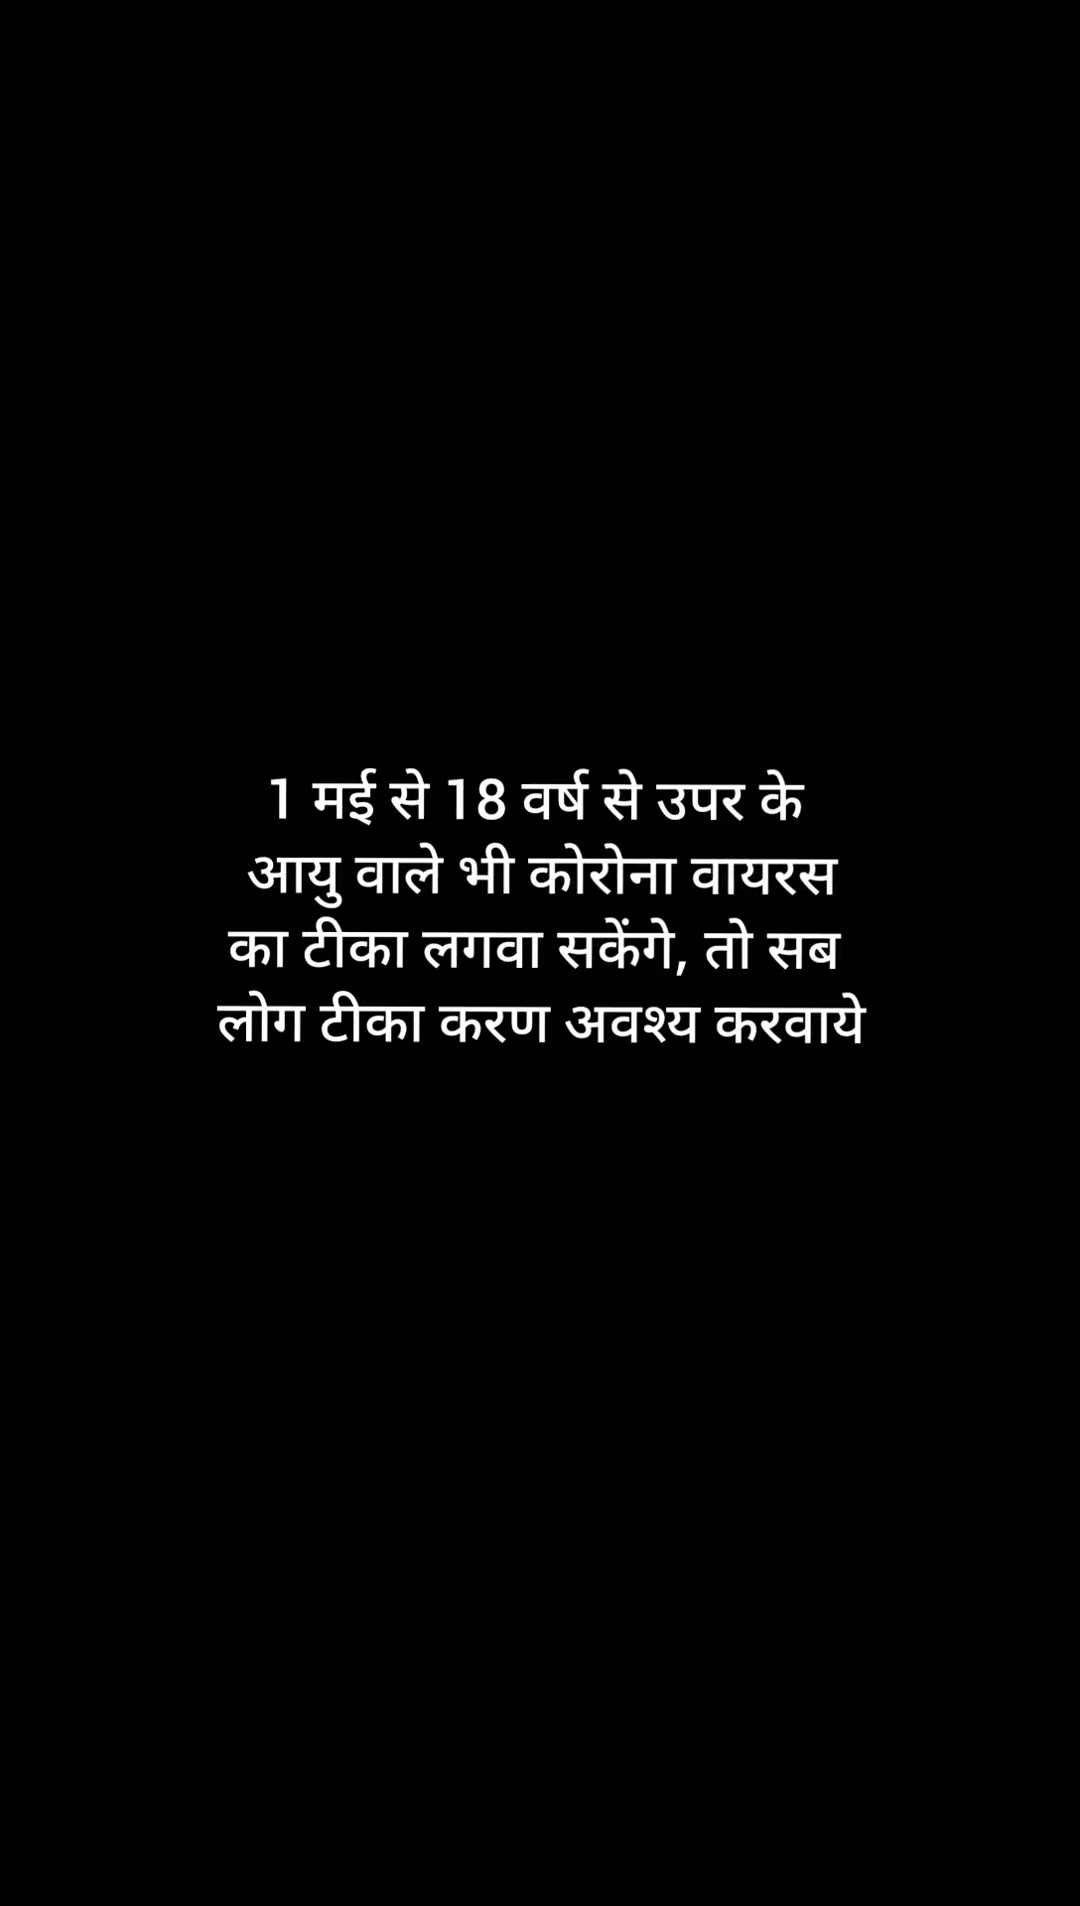 1 मई से 18 वर्ष से उपर के
आयु वाले भी कोरोना वायरस
का टीका लगवा सकेंगे, तो सब
लोग टीका करण अवश्य करवाये